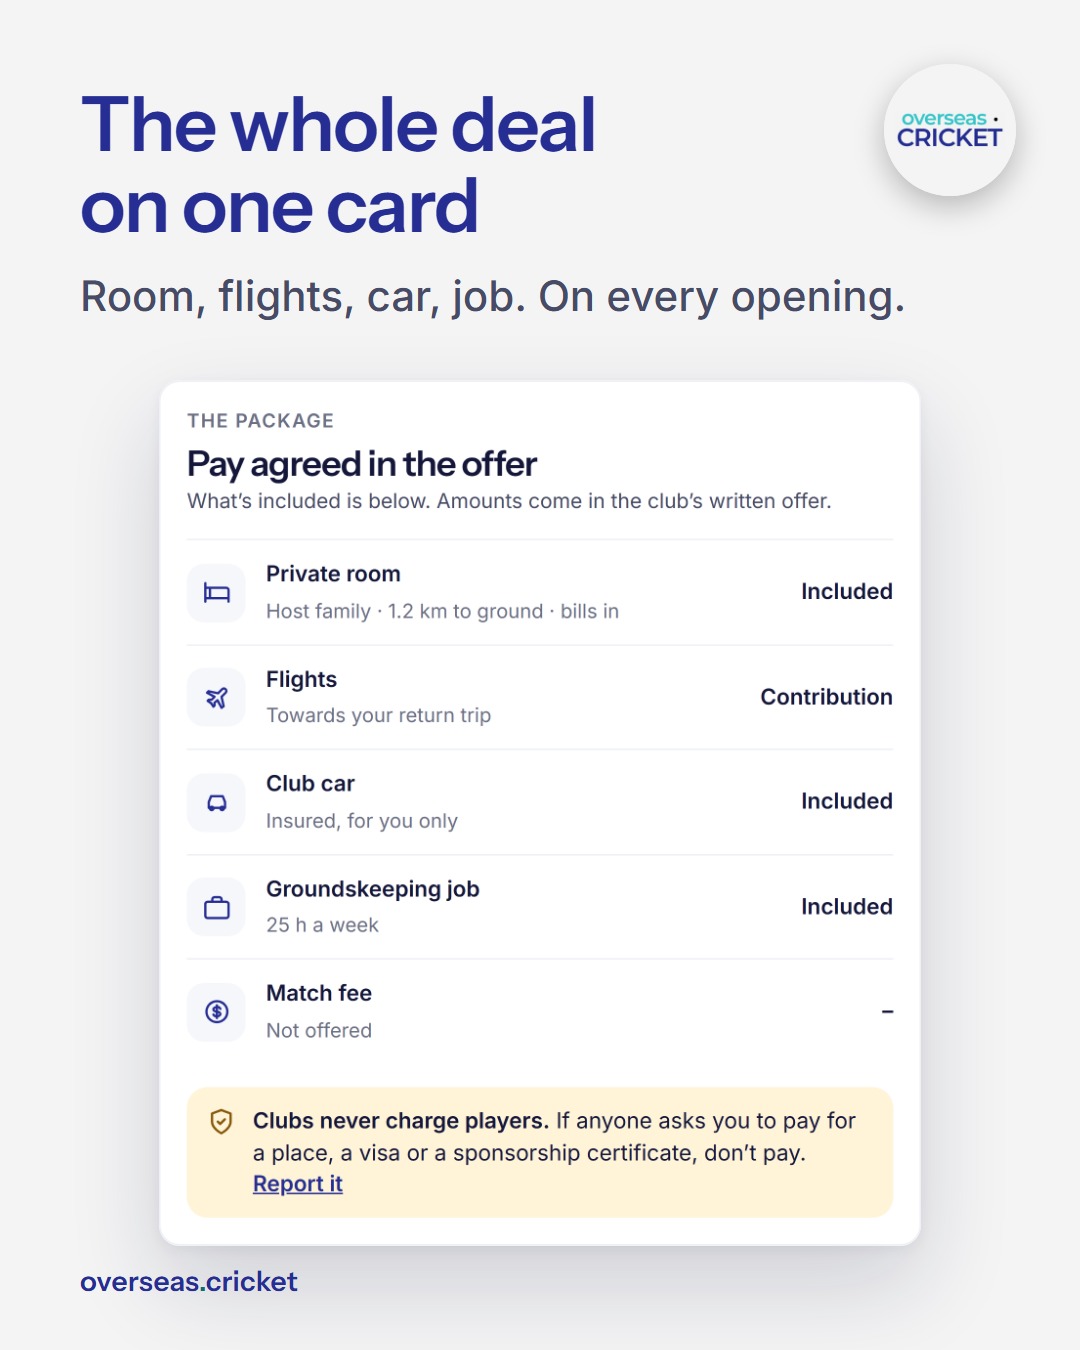 The whole deal
on one card
overseas ·
CRICKET
Room, flights, car, job. On every opening.
THE PACKAGE
Pay agreed in the offer
What’s included is below. Amounts come in the club’s written offer.
Private room
Host family · 1.2 km to ground · bills in
Included
Flights
Towards your return trip
Contribution
Club car
Insured, for you only
Included
Groundskeeping job
25 h a week
Included
Match fee
Not offered
–
Clubs never charge players. If anyone asks you to pay for
a place, a visa or a sponsorship certificate, don’t pay.
Report it
overseas.cricket